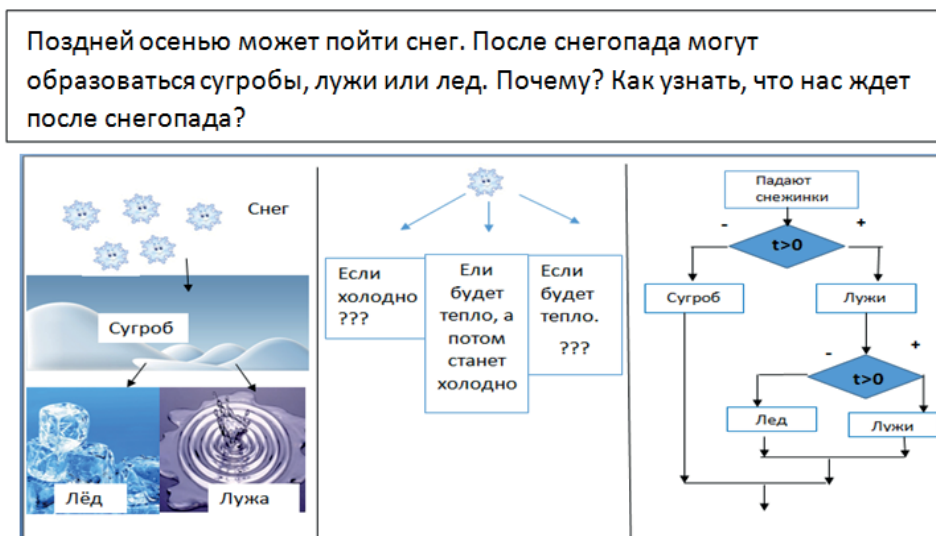 Поздней осенью может пойти снег. После снегопада могут
образоваться сугробы, лужи или лед. Почему? Как узнать, что нас ждет
после снегопада?
Снег
Сугроб
Лёд
Лужа
Если
холодно
???
Ели
будет
тепло, а
потом
станет
холодно
Если
будет
тепло.
???
Падают
снежинки
-
+
t>0
Сугроб
Лужи
-
+
t>0
Лед
Лужи